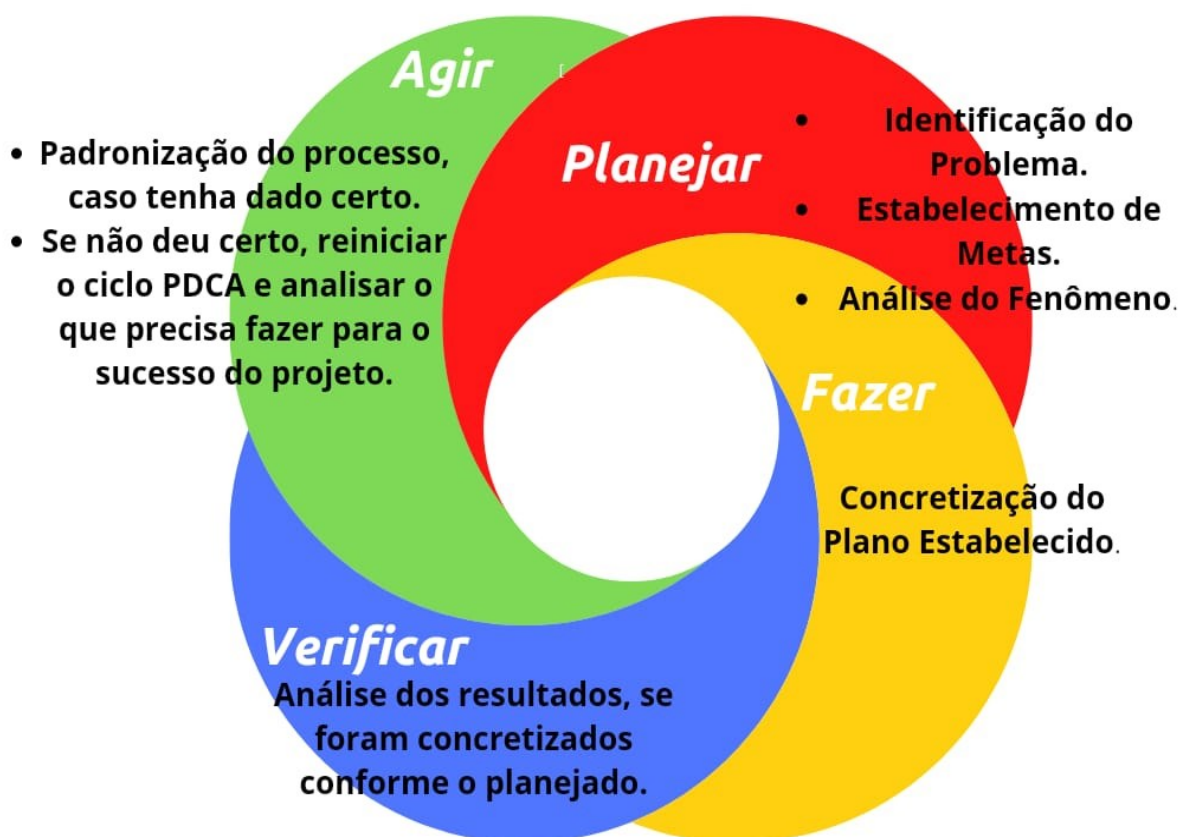 Agir
[
• Padronização do processo,
caso tenha dado certo.
• Se não deu certo, reiniciar
o ciclo PDCA e analisar o
que precisa fazer para o
sucesso do projeto.
Planejar
• Identificação do
Problema.
• Estabelecimento de
Metas.
• Análise do Fenômeno.
Fazer
Concretização do
Plano Estabelecido.
Verificar
Análise dos resultados, se
foram concretizados
conforme o planejado.